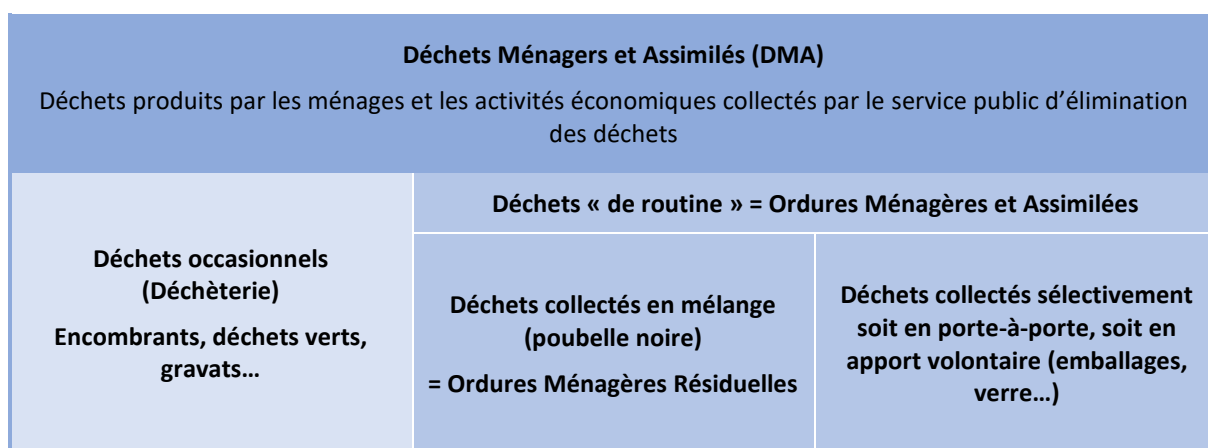 Déchets Ménagers et Assimilés (DMA)
Déchets produits par les ménages et les activités économiques collectés par le service public d’élimination
des déchets
Déchets « de routine » = Ordures Ménagères et Assimilées
Déchets occasionnels
(Déchèterie)
Encombrants, déchets verts,
gravats…
Déchets collectés en mélange
(poubelle noire)
= Ordures Ménagères Résiduelles
Déchets collectés sélectivement
soit en porte-à-porte, soit en
apport volontaire (emballages,
verre…)